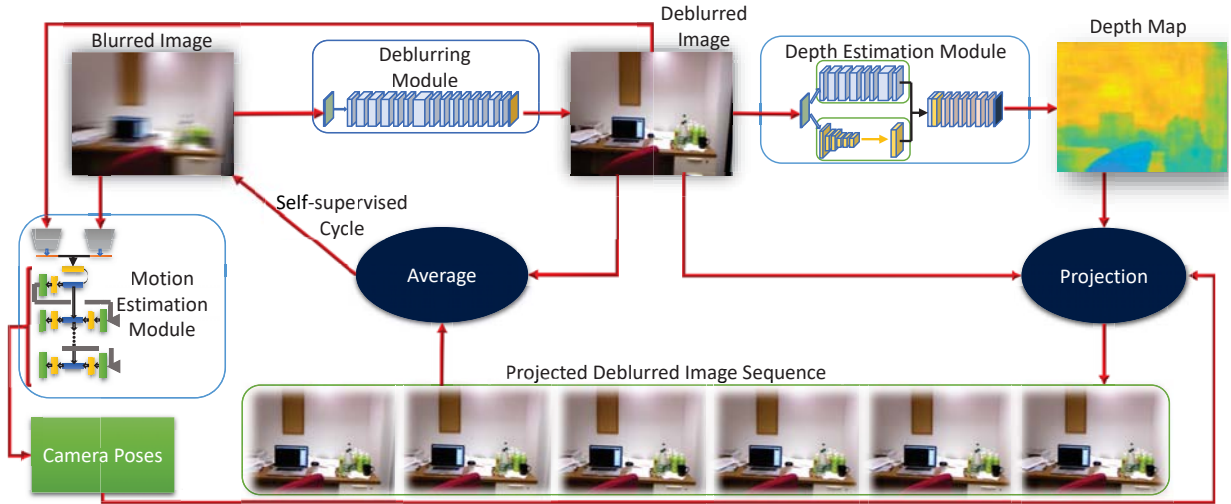 Blurred Image
Deblurring
Module
Deblurred
Image
Depth Estimation Module
Depth Map
Self-supervised
Cycle
Average
Projection
Motion
Estimation
Module
Projected Deblurred Image Sequence
Camera Poses